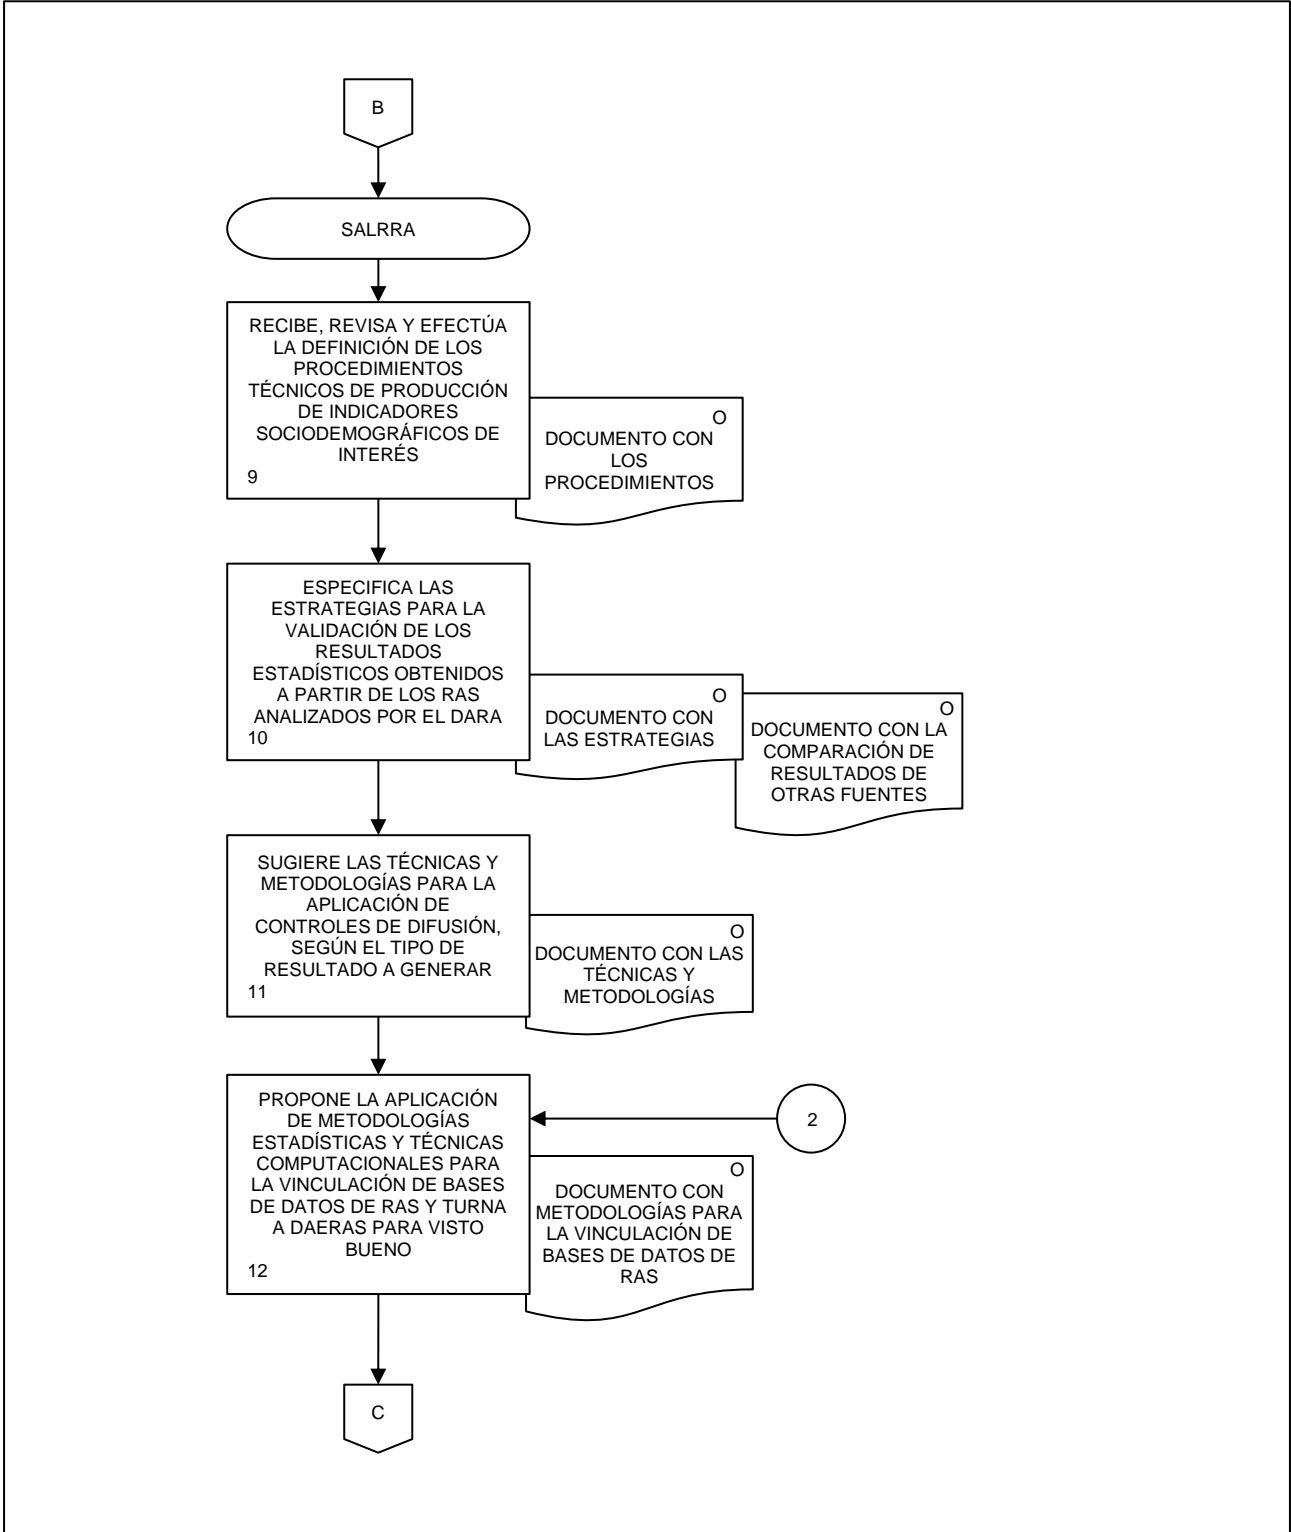 B
SALRRA
RECIBE, REVISA Y EFECTÚA
LA DEFINICIÓN DE LOS
PROCEDIMIENTOS
TÉCNICOS DE PRODUCCIÓN
DE INDICADORES
SOCIODEMOGRÁFICOS DE
INTERÉS
9
O
DOCUMENTO CON
LOS
PROCEDIMIENTOS
ESPECIFICA LAS
ESTRATEGIAS PARA LA
VALIDACIÓN DE LOS
RESULTADOS
ESTADÍSTICOS OBTENIDOS
A PARTIR DE LOS RAS
ANALIZADOS POR EL DARA
10
O
DOCUMENTO CON
LAS ESTRATEGIAS
O
DOCUMENTO CON LA
COMPARACIÓN DE
RESULTADOS DE
OTRAS FUENTES
SUGIERE LAS TÉCNICAS Y
METODOLOGÍAS PARA LA
APLICACIÓN DE
CONTROLES DE DIFUSIÓN,
SEGÚN EL TIPO DE
RESULTADO A GENERAR
11
O
DOCUMENTO CON LAS
TÉCNICAS Y
METODOLOGÍAS
PROPONE LA APLICACIÓN
DE METODOLOGÍAS
ESTADÍSTICAS Y TÉCNICAS
COMPUTACIONALES PARA
LA VINCULACIÓN DE BASES
DE DATOS DE RAS Y TURNA
A DAERAS PARA VISTO
BUENO
12
2
O
DOCUMENTO CON
METODOLOGÍAS PARA
LA VINCULACIÓN DE
BASES DE DATOS DE
RAS
C